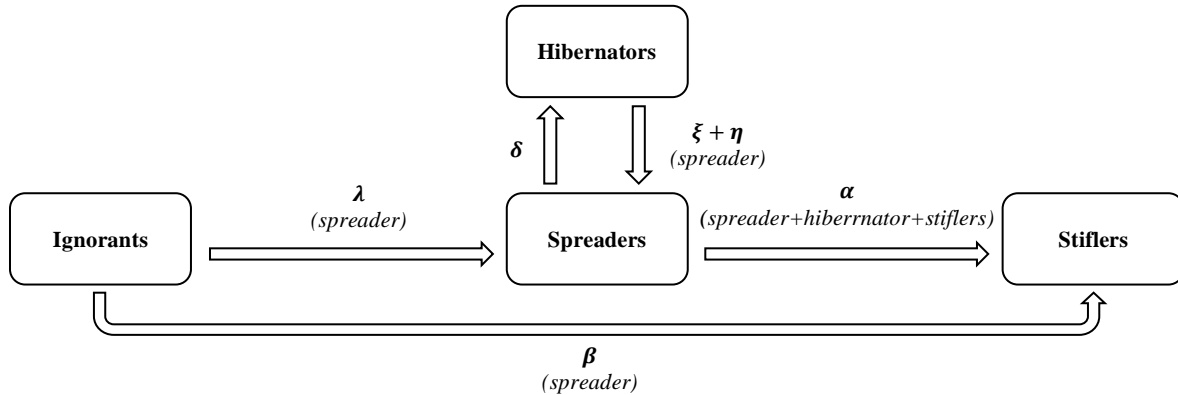 Hibernators
δ
ξ + η
(spreader)
λ
(spreader)
α
(spreader+hiberrnator+stiflers)
Ignorants
Spreaders
Stiflers
β
(spreader)